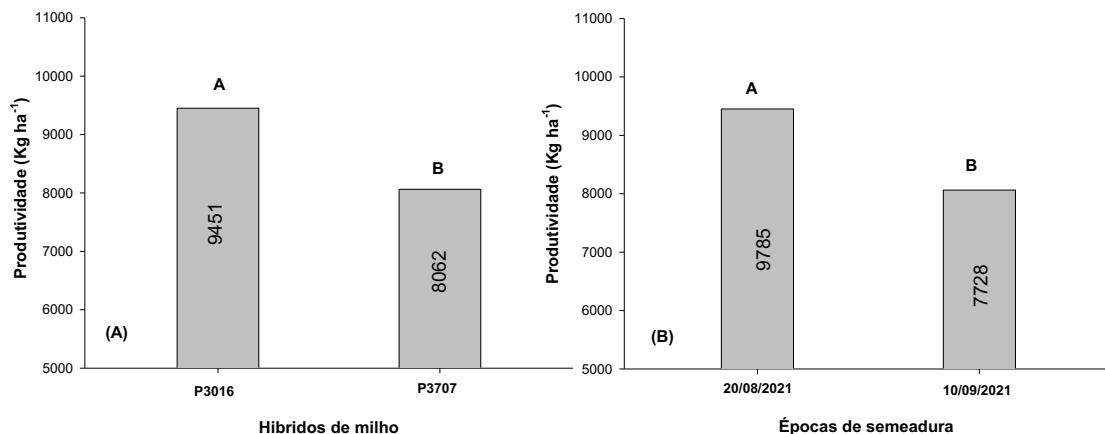 11000
10000
9000
8000
7000
6000
5000
Produtividade (Kg ha-1)
A
B
9451
8062
(A)
P3016
P3707
Hibridos de milho
11000
10000
9000
8000
7000
6000
5000
Produtividade (Kg ha-1)
A
B
9785
7728
(B)
20/08/2021
10/09/2021
Épocas de semeadura